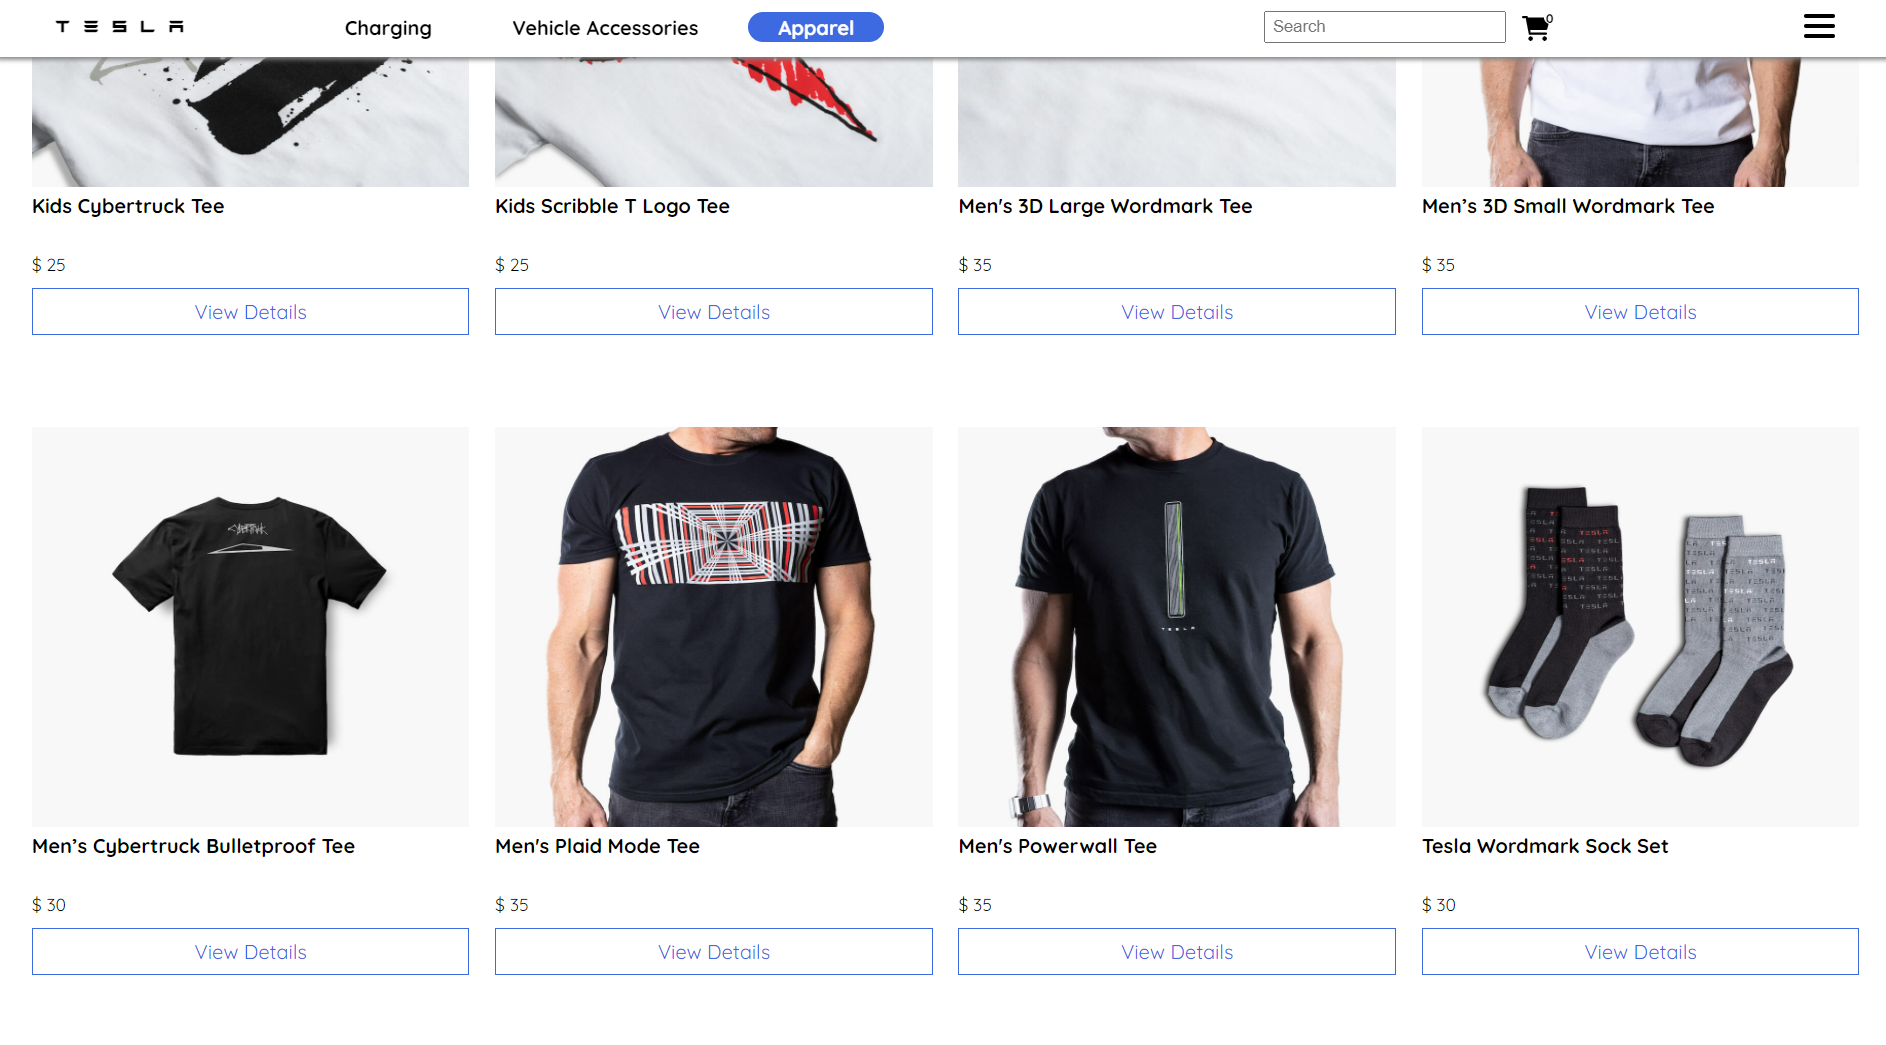 TESLA
Charging
Vehicle Accessories
Apparel
Search
0
Kids Cybertruck Tee
Kids Scribble T Logo Tee
Men's 3D Large Wordmark Tee
Men’s 3D Small Wordmark Tee
$ 25
$ 25
$ 35
$ 35
View Details
View Details
View Details
View Details
CYBERTRUCK
TESLA
Men’s Cybertruck Bulletproof Tee
Men's Plaid Mode Tee
Men's Powerwall Tee
Tesla Wordmark Sock Set
$ 30
$ 35
$ 35
$ 30
View Details
View Details
View Details
View Details